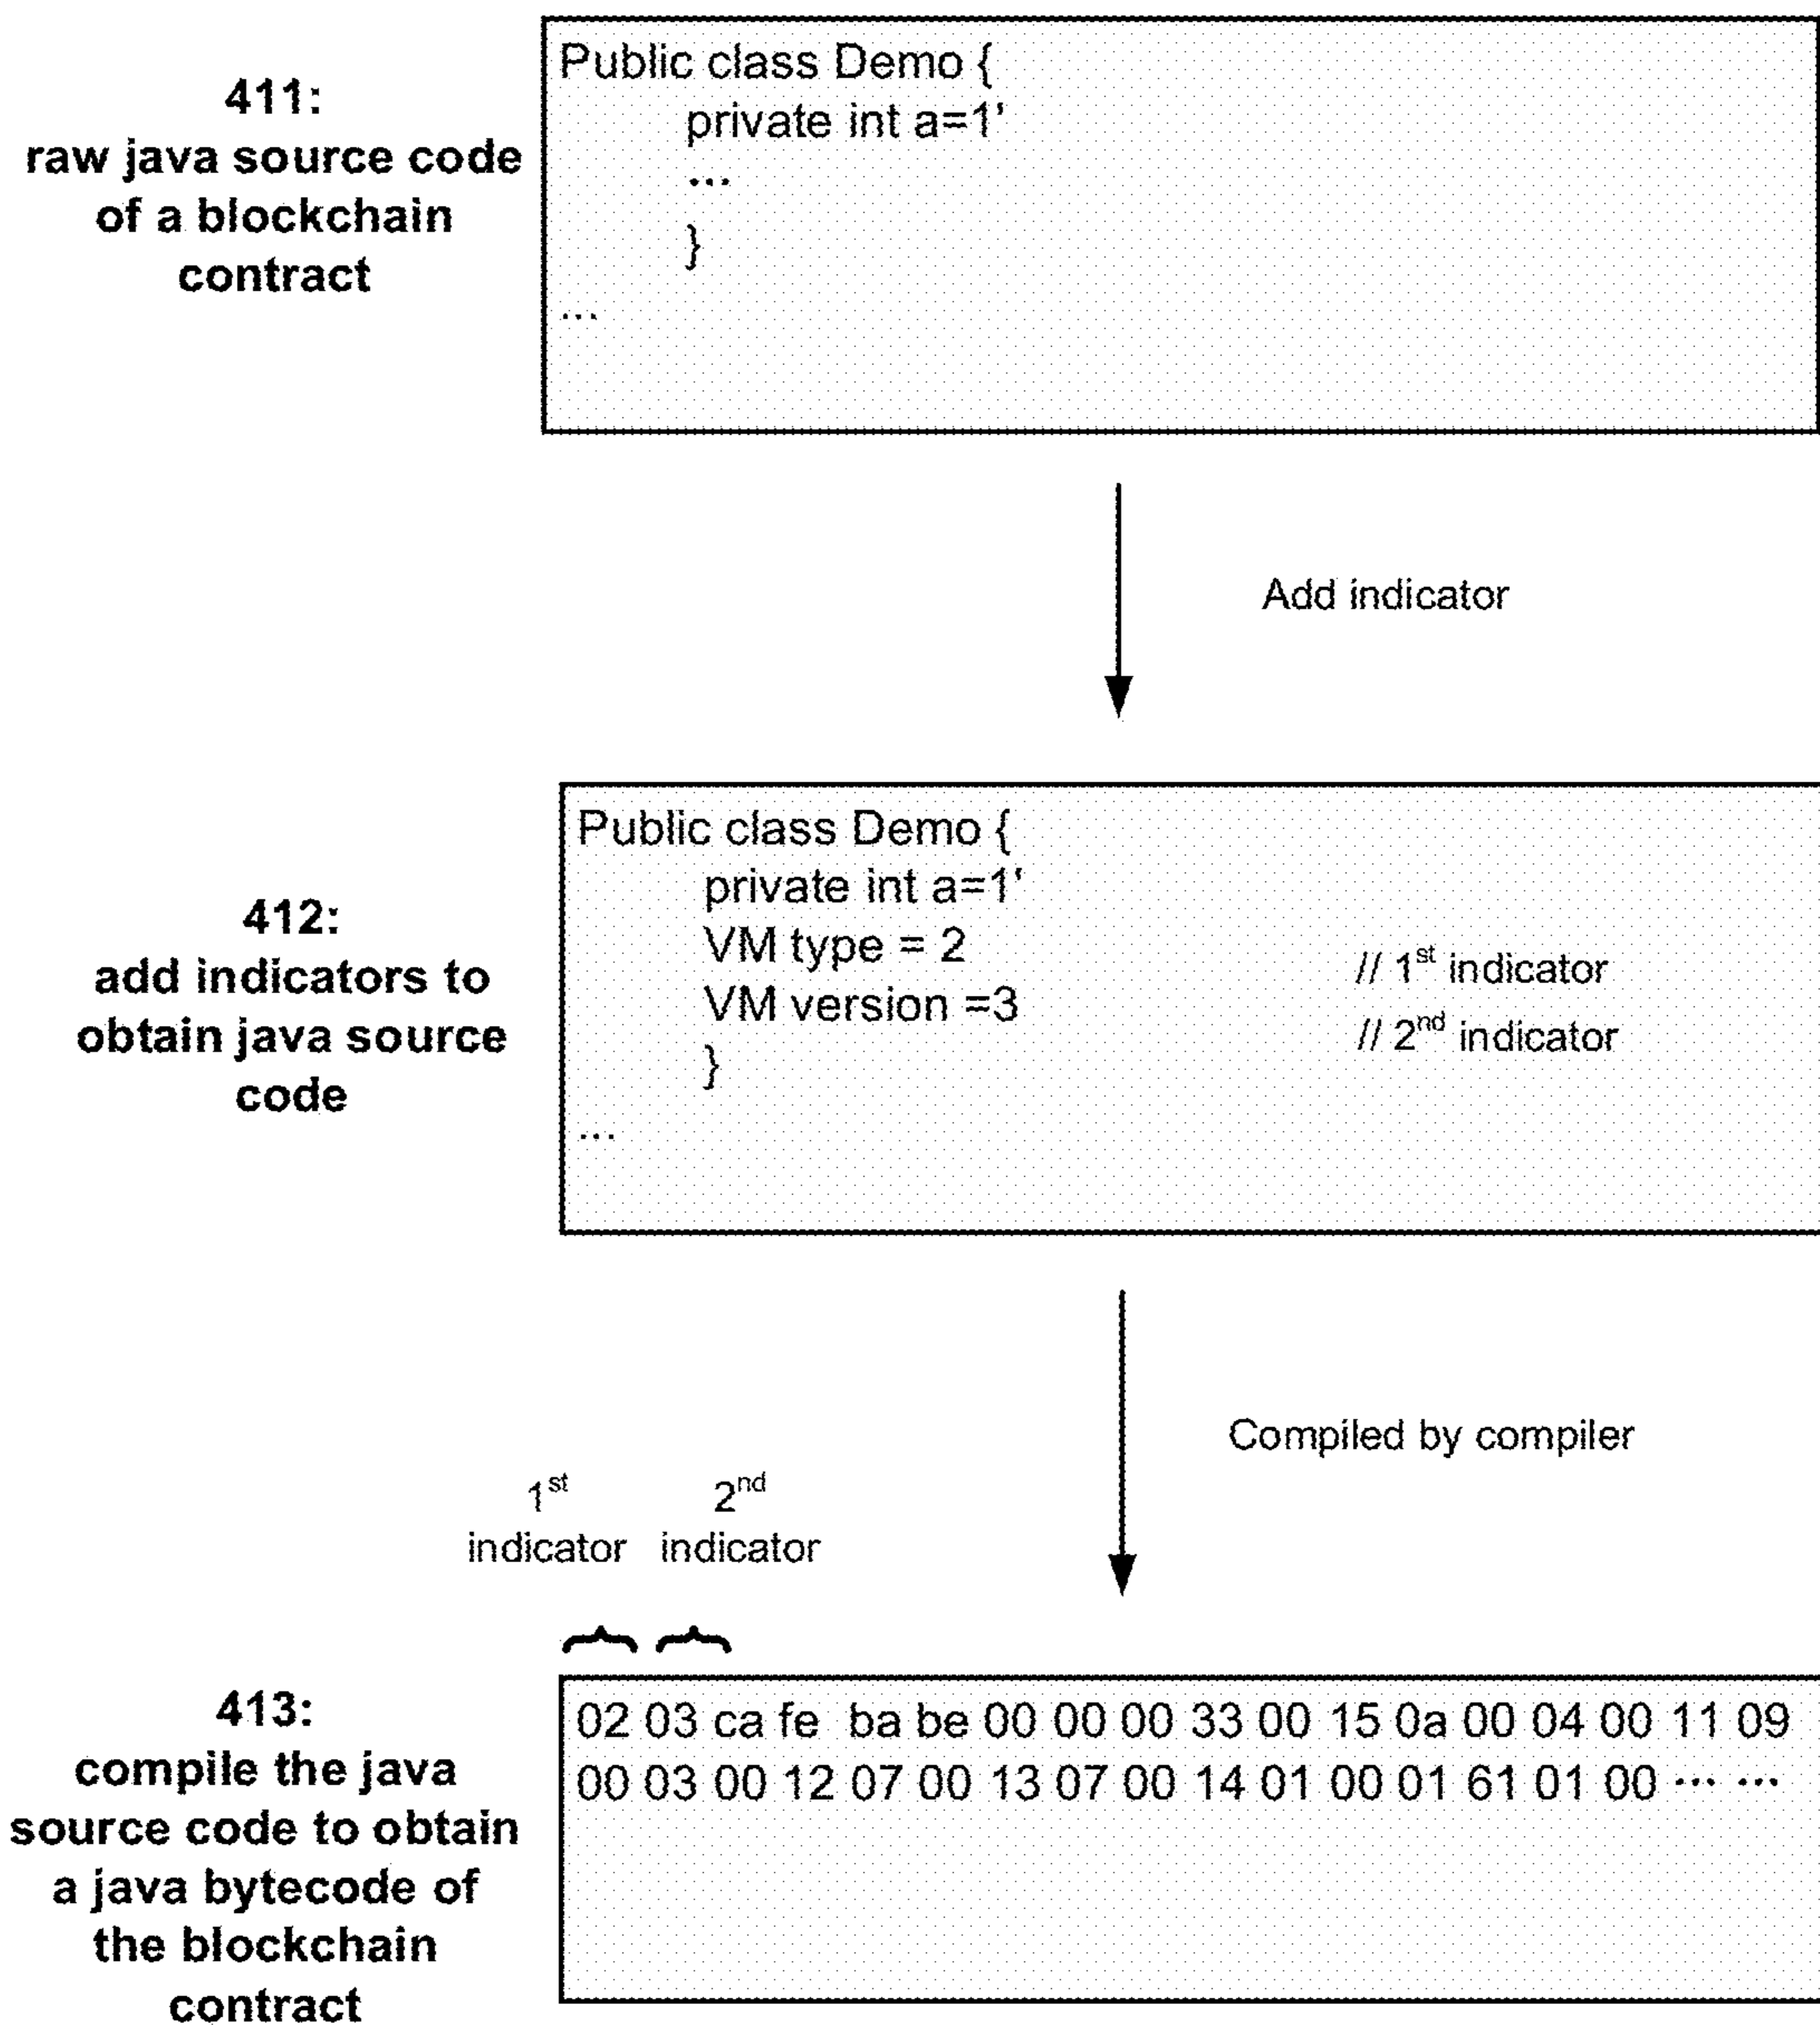 411:
raw java source code
of a blockchain
contract
Public class Demo {
private int a=1'
...
}
...
Add indicator
412:
add indicators to
obtain java source
code
Public class Demo {
private int a=1'
VM type = 2
VM version =3
}
...
// 1st indicator
// 2nd indicator
Compiled by compiler
1st
indicator
2nd
indicator
413:
compile the java
source code to obtain
a java bytecode of
the blockchain
contract
02 03 ca fe ba be 00 00 00 33 00 15 0a 00 04 00 11 09
00 03 00 12 07 00 13 07 00 14 01 00 01 61 01 00 ... ...